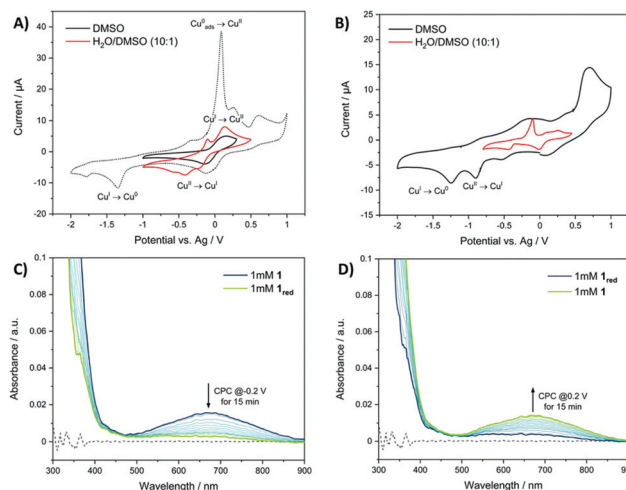 A)
DMSO
H₂O/DMSO (10:1)
Cu⁰ads → Cuᴵᴵ
Cuᴵ → Cuᴵᴵ
Cuᴵᴵ → Cuᴵ
Cuᴵ → Cu⁰
Current / µA
40
30
20
10
0
-10
-20
-2 -1.5 -1 -0.5 0 0.5 1
Potential vs. Ag / V
B)
DMSO
H₂O/DMSO (10:1)
Cuᴵ → Cu⁰
Cuᴵᴵ → Cuᴵ
Current / µA
20
15
10
5
0
-5
-10
-15
-2 -1.5 -1 -0.5 0 0.5 1
Potential vs. Ag / V
C)
1mM 1
1mM 1red
CPC @-0.2 V
for 15 min
Absorbance / a.u.
0.1
0.08
0.06
0.04
0.02
0
300 400 500 600 700 800 900
Wavelength / nm
D)
1mM 1red
1mM 1
CPC @0.2 V
for 15 min
Absorbance / a.u.
0.1
0.08
0.06
0.04
0.02
0
300 400 500 600 700 800 900
Wavelength / nm